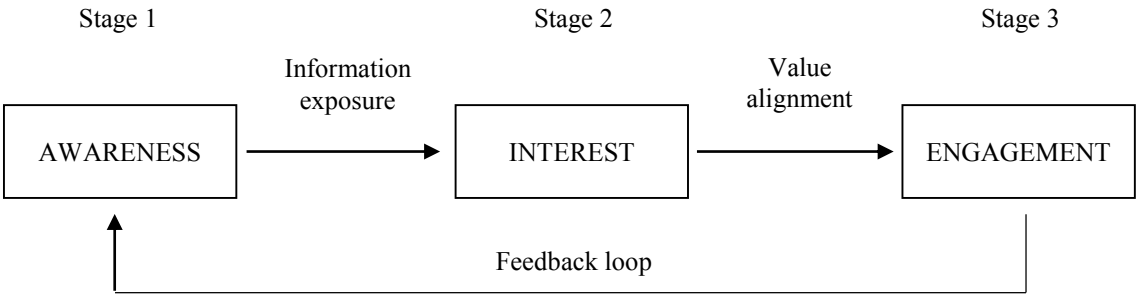 Stage 1
Stage 2
Stage 3
Information
exposure
Value
alignment
AWARENESS
INTEREST
ENGAGEMENT
Feedback loop